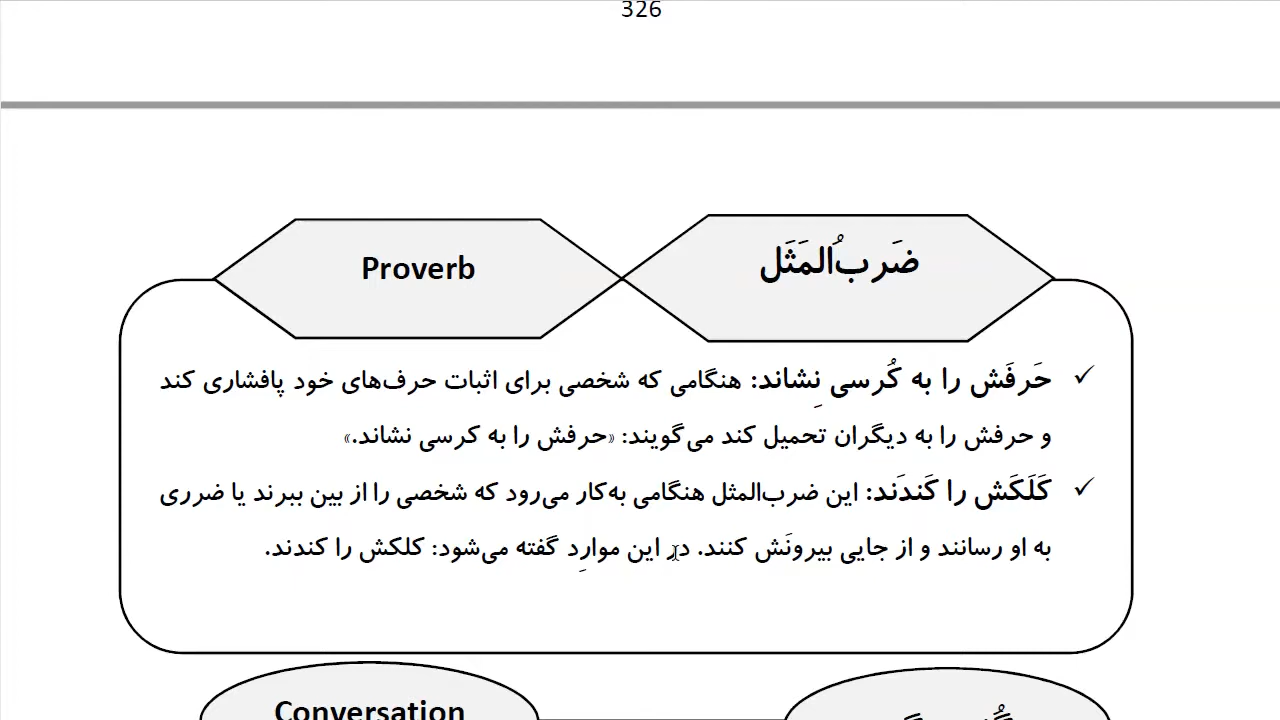 326
ضَربُ‌المَثَل
Proverb
✓ حَرفَش را به کُرسی نِشاند: هنگامی که شخصی برای اثبات حرف‌های خود پافشاری کند
و حرفش را به دیگران تحمیل کند می‌گویند: «حرفش را به کرسی نشاند.»
✓ کَلَکَش را کَندَند: این ضرب‌المثل هنگامی به‌کار می‌رود که شخصی را از بین ببرند یا ضرری
به او رسانند و از جایی بیرونَش کنند. در این مواردِ گفته می‌شود: کلکش را کندند.
Conversation